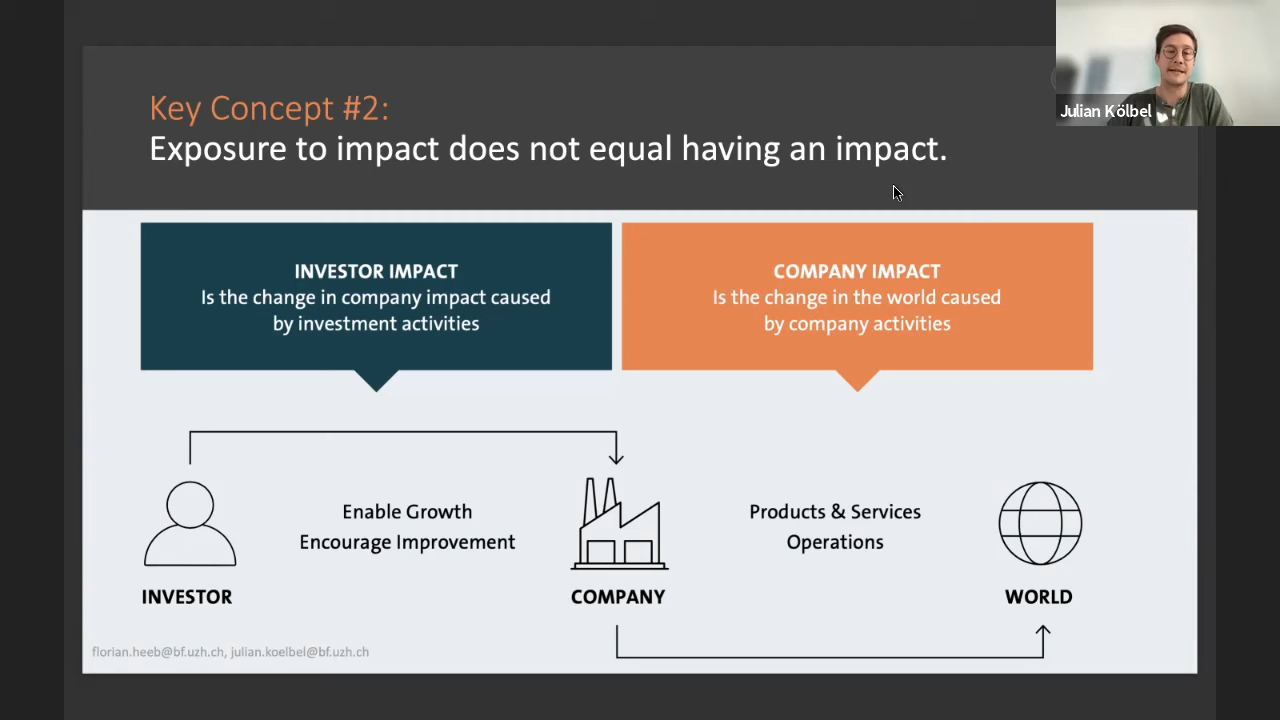 Key Concept #2:
Exposure to impact does not equal having an impact.
Julian Kölbel
INVESTOR IMPACT
Is the change in company impact caused
by investment activities
COMPANY IMPACT
Is the change in the world caused
by company activities
Enable Growth
Encourage Improvement
Products & Services
Operations
INVESTOR
COMPANY
WORLD
florian.heeb@bf.uzh.ch, julian.koelbel@bf.uzh.ch